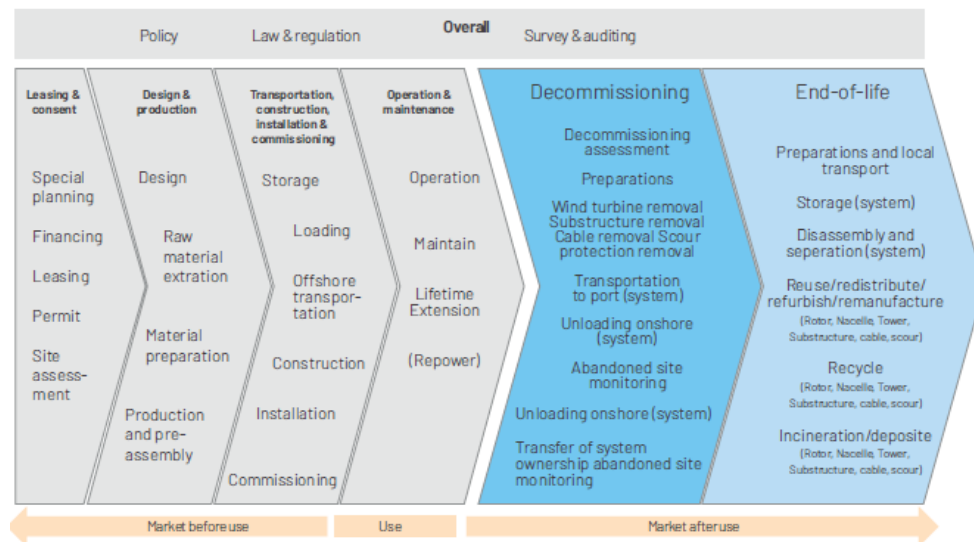 Overall
Policy
Law & regulation
Survey & auditing
Leasing &
consent
Special
planning
Financing
Leasing
Permit
Site
assess-
ment
Design &
production
Design
Raw
material
extration
Material
preparation
Production
and pre-
assembly
Transportation,
construction,
installation &
commissioning
Storage
Loading
Offshore
transpor-
tation
Construction
Installation
Commissioning
Operation &
maintenance
Operation
Maintain
Lifetime
Extension
(Repower)
Decommissioning
Decommissioning
assessment
Preparations
Wind turbine removal
Substructure removal
Cable removal Scour
protection removal
Transportation
to port (system)
Unloading onshore
(system)
Abandoned site
monitoring
Unloading onshore (system)
Transfer of system
ownership abandoned site
monitoring
End-of-life
Preparations and local
transport
Storage (system)
Disassembly and
seperation (system)
Reuse/redistribute/
refurbish/remanufacture
(Rotor, Nacelle, Tower,
Substructure, cable, scour)
Recycle
(Rotor, Nacelle, Tower,
Substructure, cable, scour)
Incineration/deposite
(Rotor, Nacelle, Tower,
Substructure, cable, scour)
Market before use
Use
Market after use